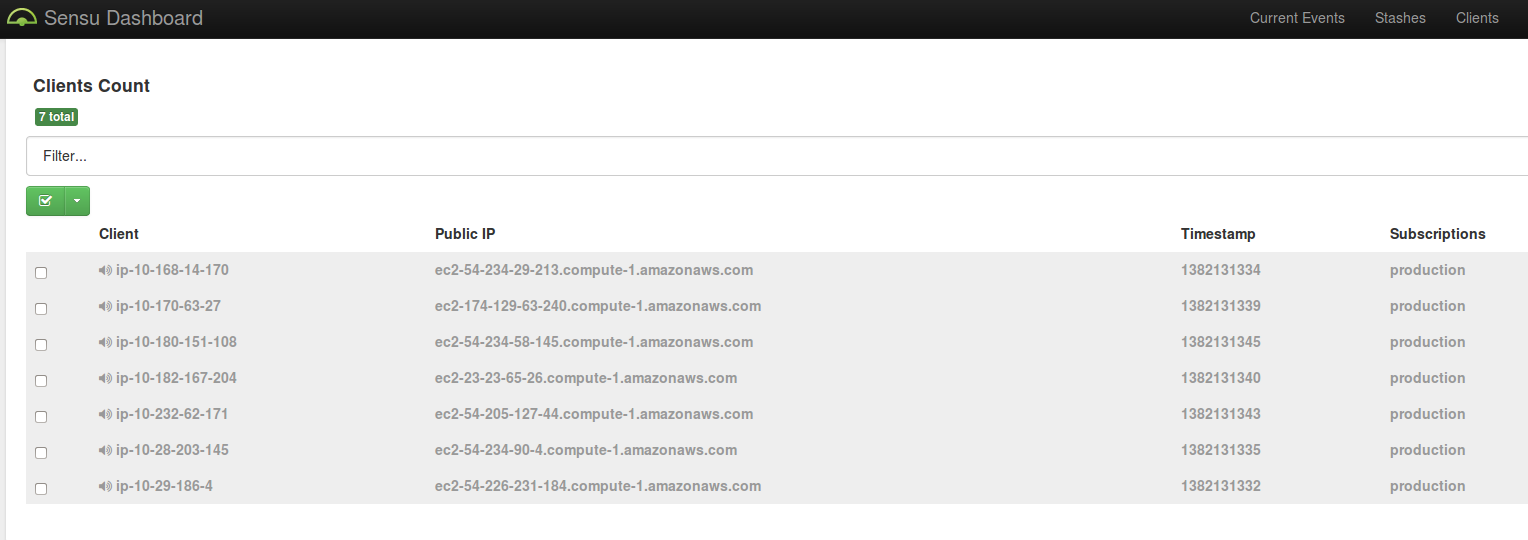 Sensu Dashboard Current Events Stashes Clients
Clients Count
7 total
Filter...
Client Public IP Timestamp Subscriptions
ip-10-168-14-170 ec2-54-234-29-213.compute-1.amazonaws.com 1382131334 production
ip-10-170-63-27 ec2-174-129-63-240.compute-1.amazonaws.com 1382131339 production
ip-10-180-151-108 ec2-54-234-58-145.compute-1.amazonaws.com 1382131345 production
ip-10-182-167-204 ec2-23-23-65-26.compute-1.amazonaws.com 1382131340 production
ip-10-232-62-171 ec2-54-205-127-44.compute-1.amazonaws.com 1382131343 production
ip-10-28-203-145 ec2-54-234-90-4.compute-1.amazonaws.com 1382131335 production
ip-10-29-186-4 ec2-54-226-231-184.compute-1.amazonaws.com 1382131332 production